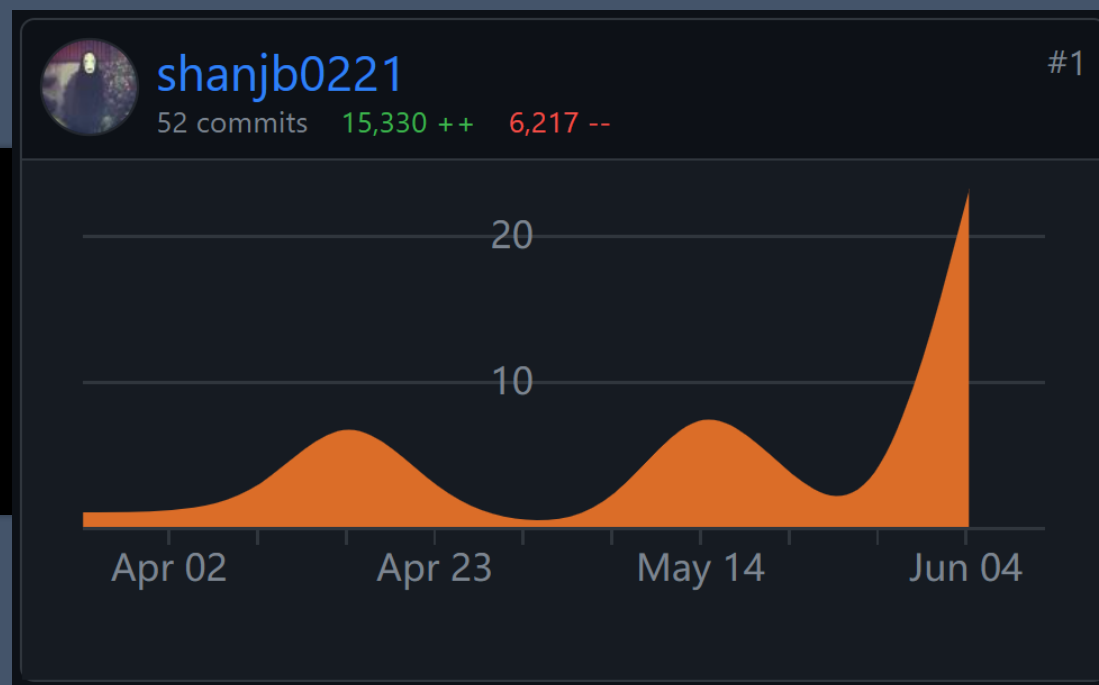 shanjb0221
#1
52 commits 15,330 ++ 6,217 --
20
10
Apr 02 Apr 23 May 14 Jun 04